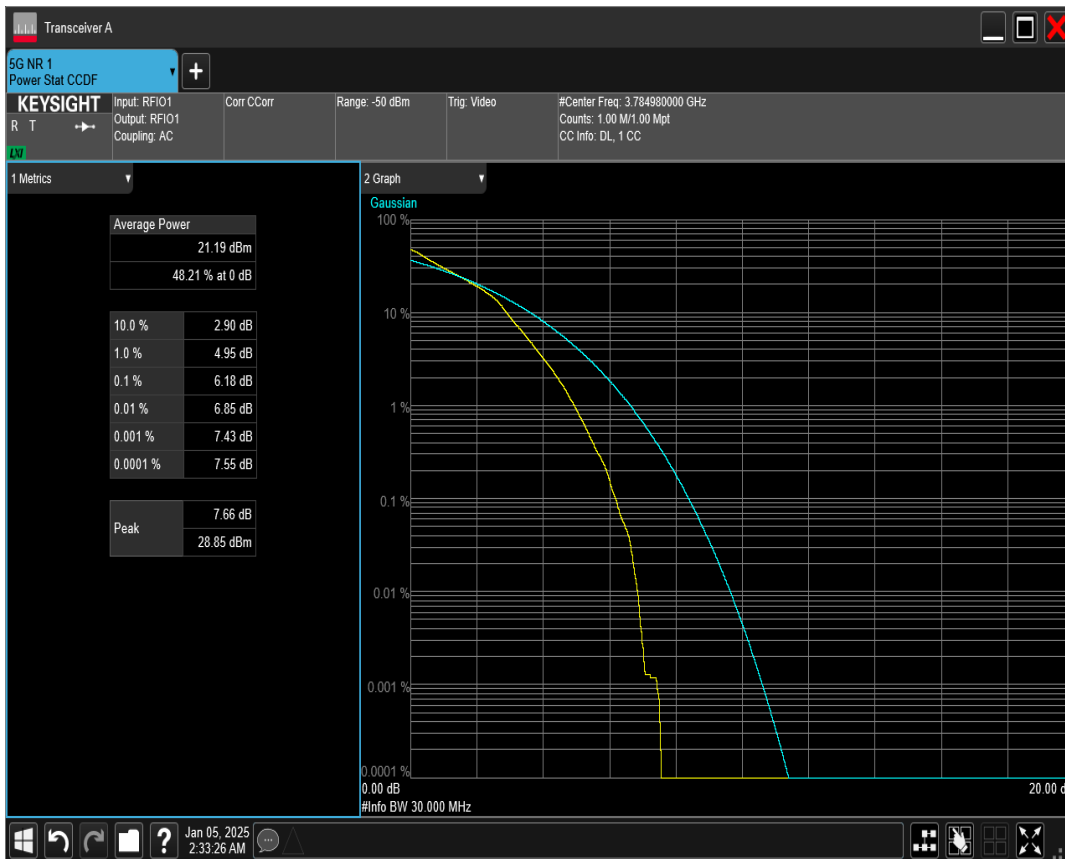 Transceiver A
5G NR 1
Power Stat CCDF
+
KEYSIGHT
R T
LXI
Input: RFIO1
Output: RFIO1
Coupling: AC
Corr CCorr
Range: -50 dBm
Trig: Video
#Center Freq: 3.784980000 GHz
Counts: 1.00 M/1.00 Mpt
CC Info: DL, 1 CC
1 Metrics
Average Power
21.19 dBm
48.21 % at 0 dB
10.0 % 2.90 dB
1.0 % 4.95 dB
0.1 % 6.18 dB
0.01 % 6.85 dB
0.001 % 7.43 dB
0.0001 % 7.55 dB
Peak
7.66 dB
28.85 dBm
2 Graph
Gaussian
100 %
10 %
1 %
0.1 %
0.01 %
0.001 %
0.0001 %
0.00 dB
20.00 d
#Info BW 30.000 MHz
?
Jan 05, 2025
2:33:26 AM